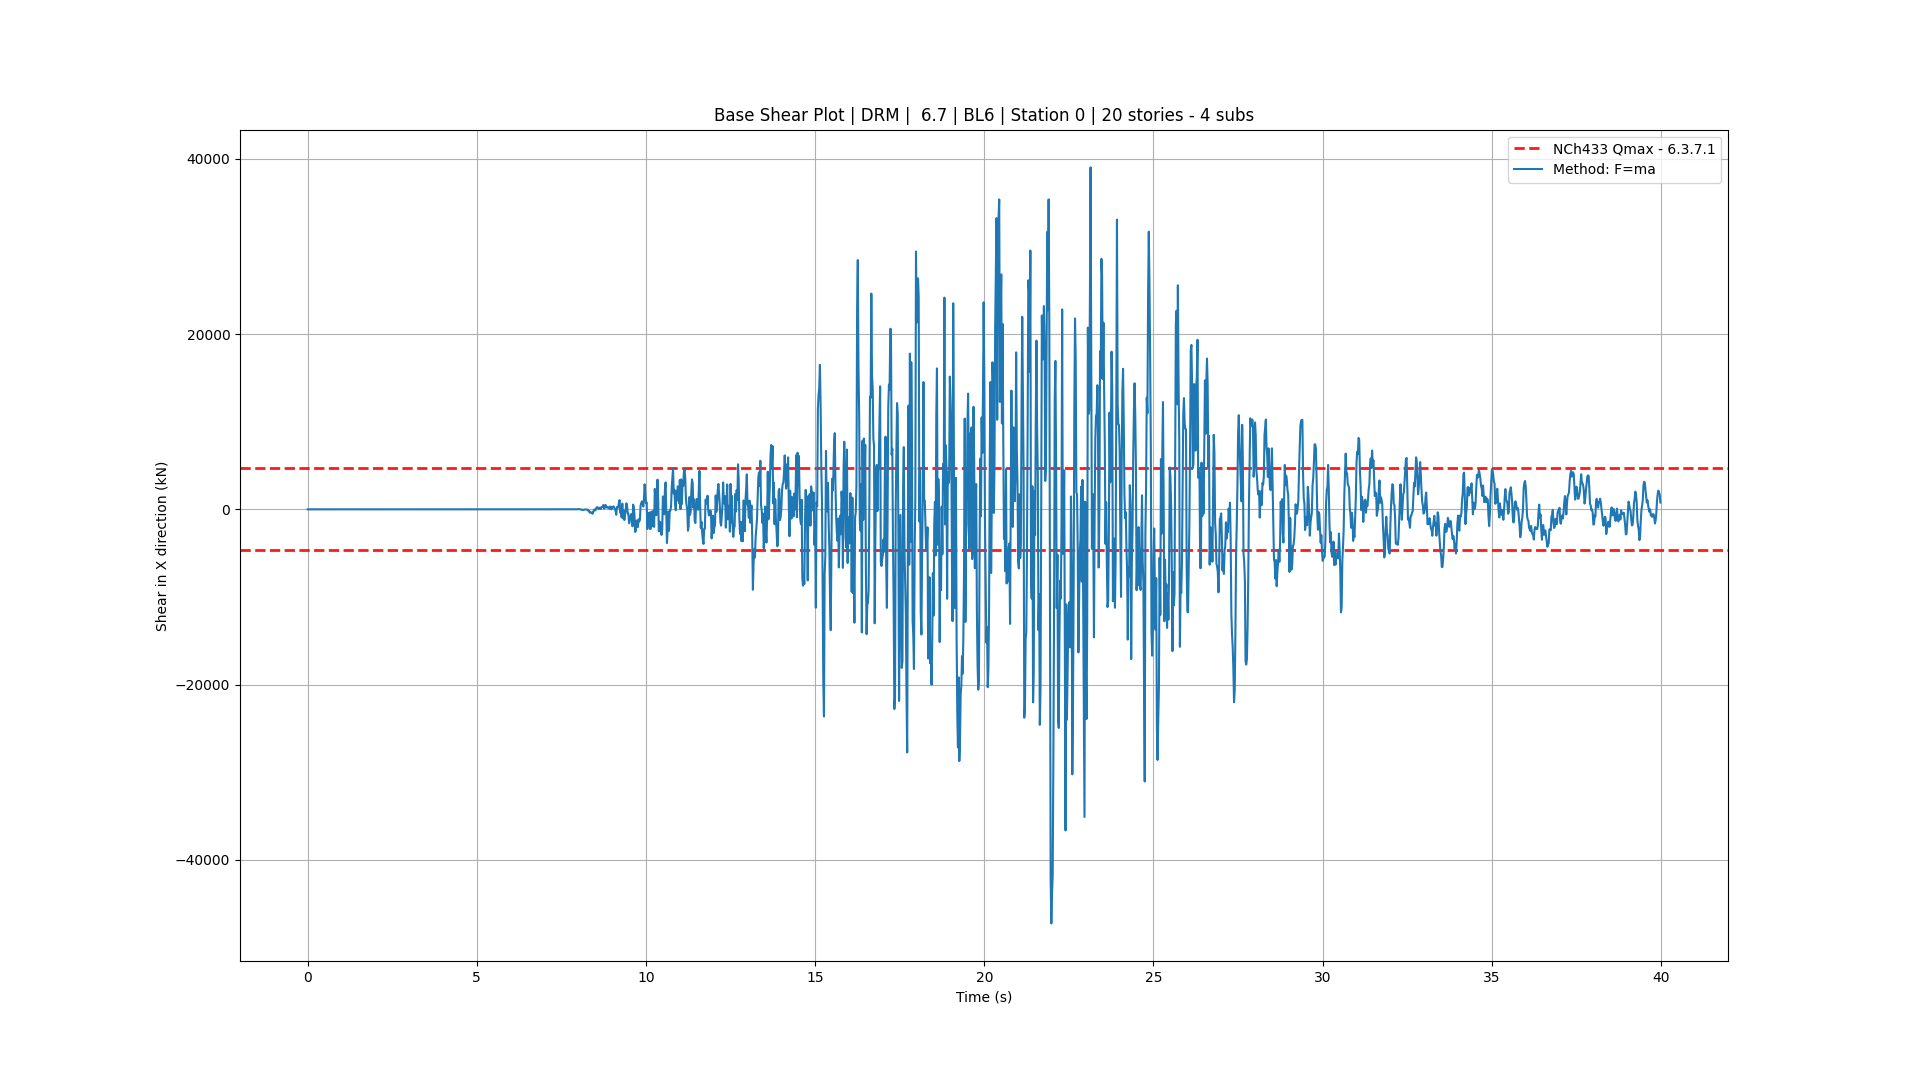 Base Shear Plot | DRM |  6.7 | BL6 | Station 0 | 20 stories - 4 subs
NCh433 Qmax - 6.3.7.1
Method: F=ma
40000
20000
0
−20000
−40000
Shear in X direction (kN)
0 5 10 15 20 25 30 35 40
Time (s)